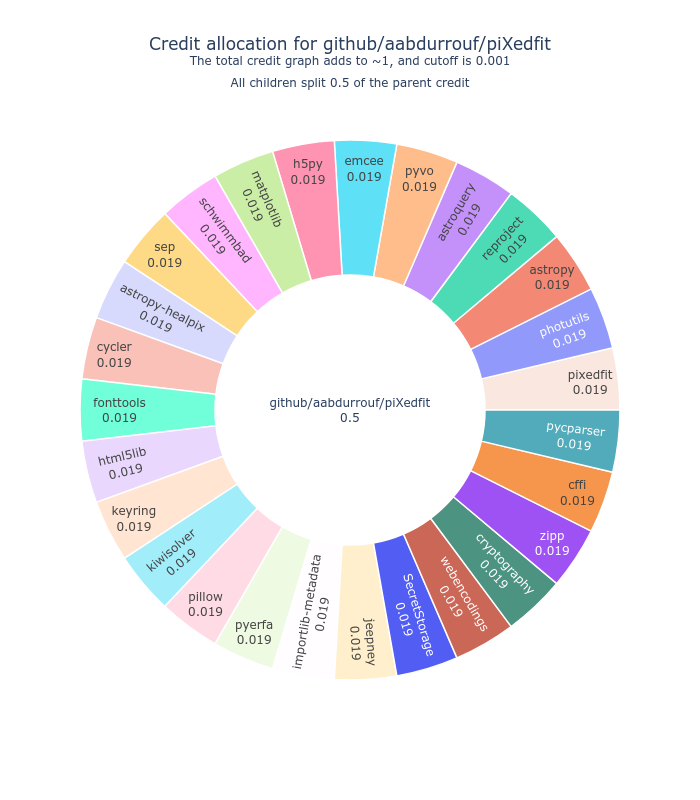 Credit allocation for github/aabdurrouf/piXedfit
The total credit graph adds to ~1, and cutoff is 0.001
All children split 0.5 of the parent credit
github/aabdurrouf/piXedfit
0.5
pixedfit
0.019
photutils
0.019
astropy
0.019
reproject
0.019
astroquery
0.019
pyvo
0.019
emcee
0.019
h5py
0.019
matplotlib
0.019
schwimmbad
0.019
sep
0.019
astropy-healpix
0.019
cycler
0.019
fonttools
0.019
html5lib
0.019
keyring
0.019
kiwisolver
0.019
pillow
0.019
pyerfa
0.019
importlib-metadata
0.019
jeepney
0.019
SecretStorage
0.019
webencodings
0.019
cryptography
0.019
zipp
0.019
cffi
0.019
pycparser
0.019